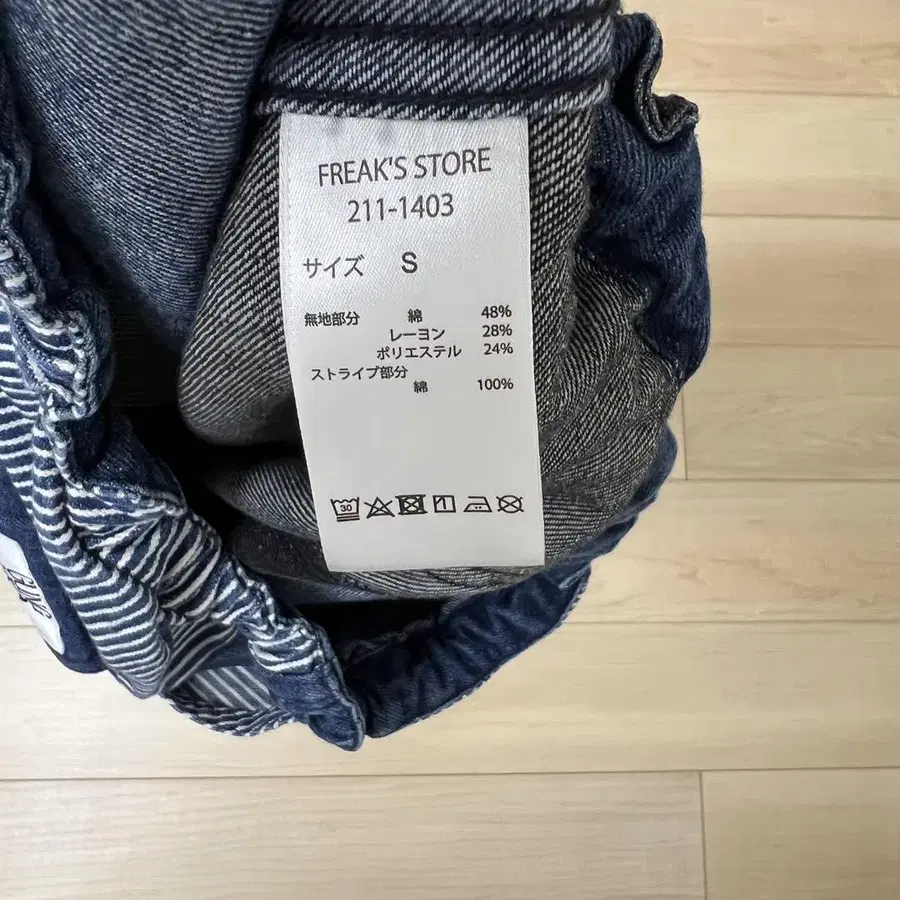 FREAK'S STORE
211-1403
サイズ S
無地部分 綿 48%
レーヨン 28%
ポリエステル 24%
ストライプ部分
綿 100%
30